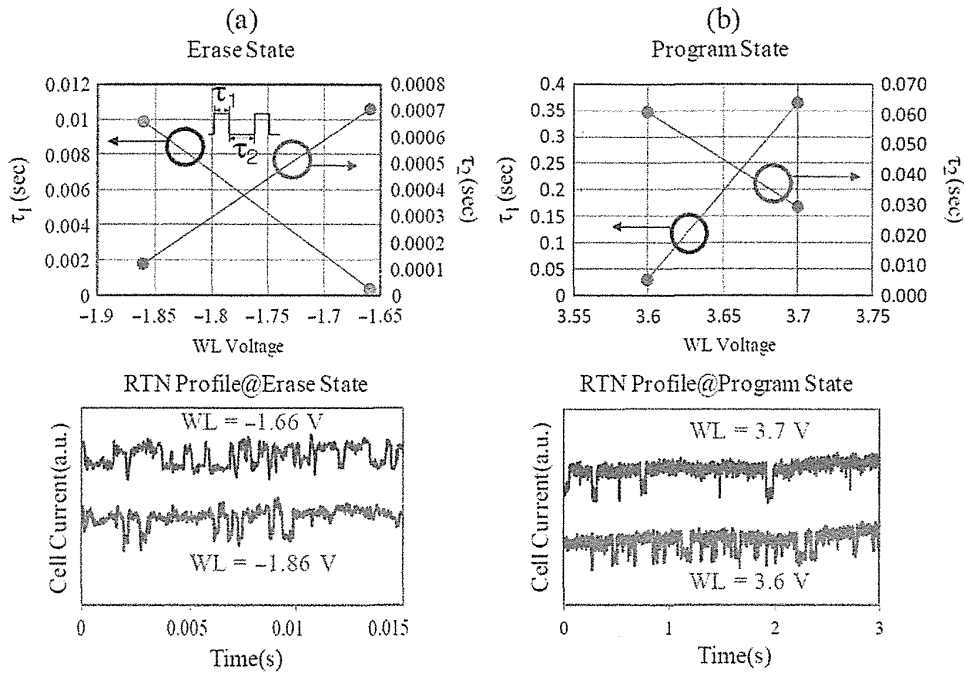 (a)
Erase State
τ1 (sec)
0.012
0.01
0.008
0.006
0.004
0.002
0
τ1
τ2
0.0008
0.0007
0.0006
0.0005
0.0004
0.0003
0.0002
0.0001
0
τ2 (sec)
−1.9 −1.85 −1.8 −1.75 −1.7 −1.65
WL Voltage
(b)
Program State
τ1 (sec)
0.4
0.35
0.3
0.25
0.2
0.15
0.1
0.05
0
0.070
0.060
0.050
0.040
0.030
0.020
0.010
0.000
τ2 (sec)
3.55 3.6 3.65 3.7 3.75
WL Voltage
RTN Profile@Erase State
Cell Current(a.u.)
WL = −1.66 V
WL = −1.86 V
0 0.005 0.01 0.015
Time(s)
RTN Profile@Program State
Cell Current(a.u.)
WL = 3.7 V
WL = 3.6 V
0 1 2 3
Time(s)